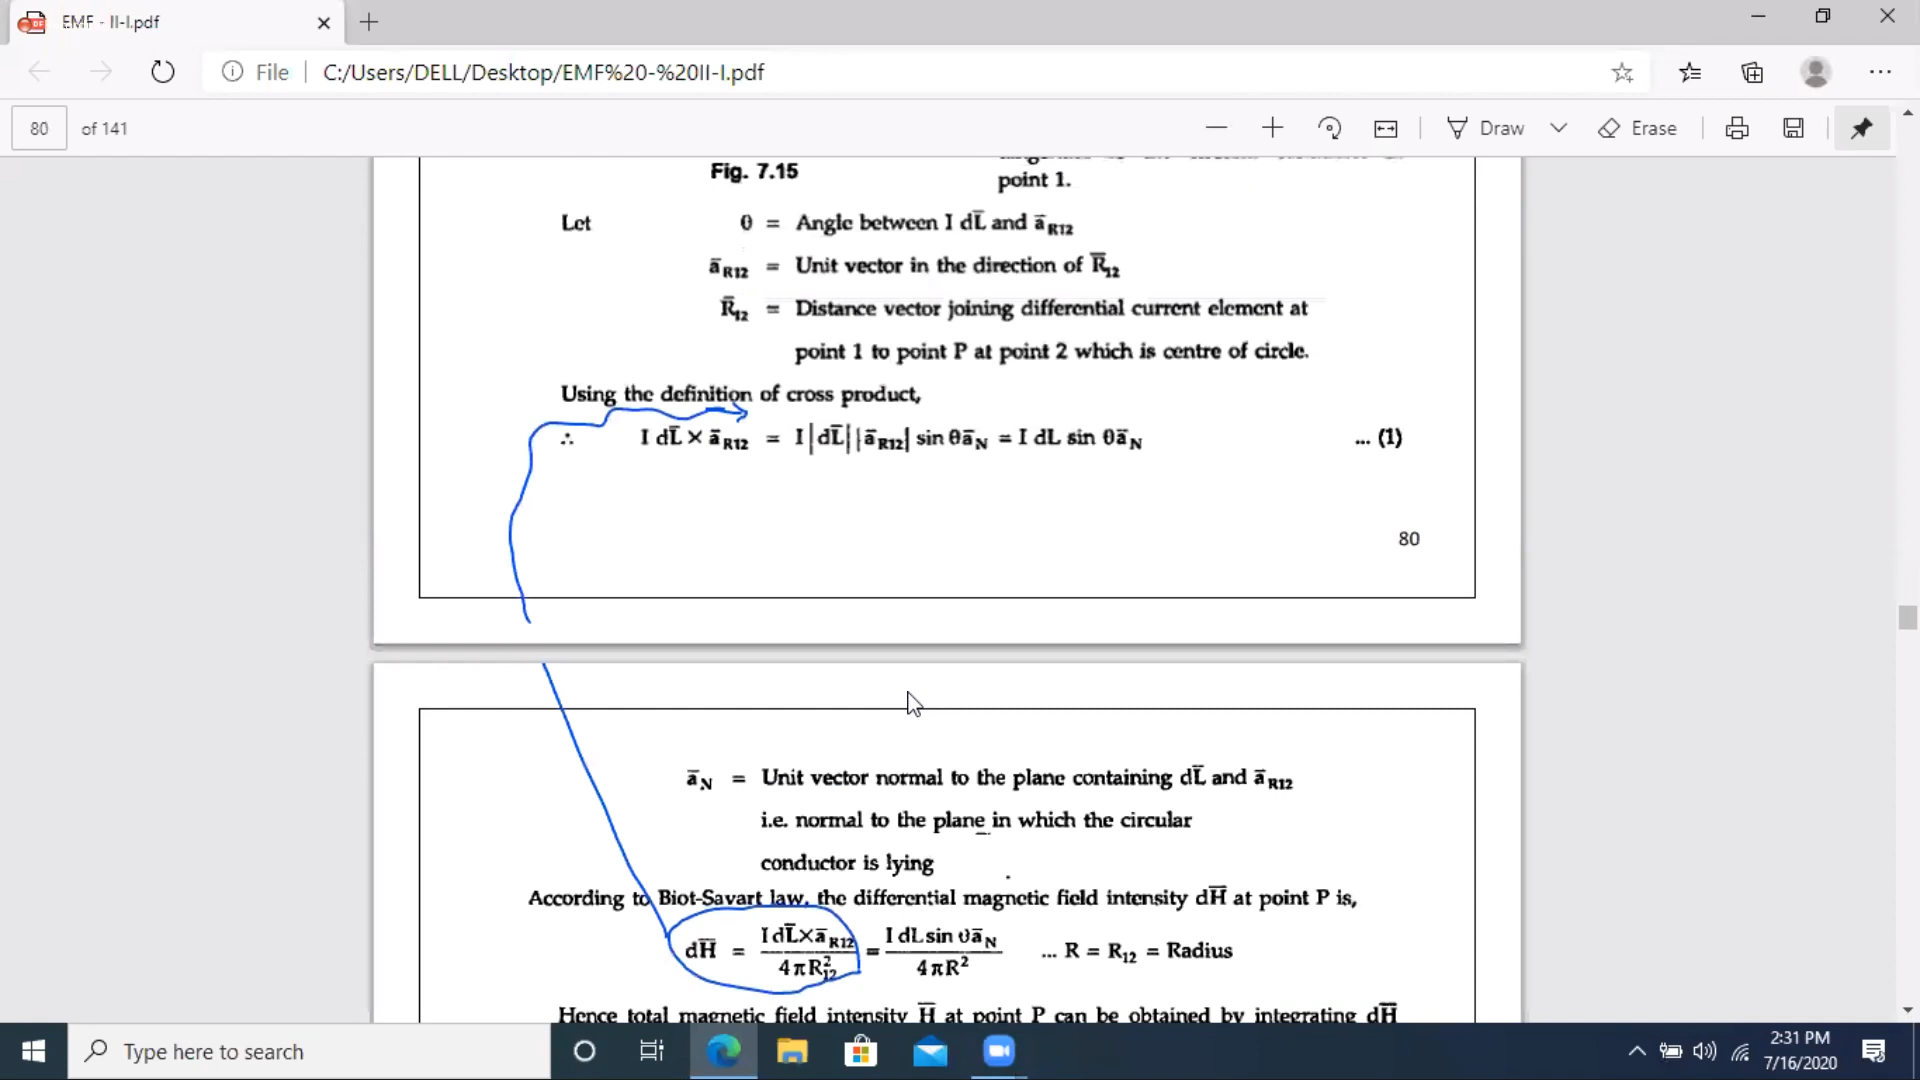 EMF - II-I.pdf
File C:/Users/DELL/Desktop/EMF%20-%20II-I.pdf
80 of 141 Draw Erase
Fig. 7.15
point 1.
Let θ = Angle between I dL̄ and āR12
āR12 = Unit vector in the direction of R̄12
R̄12 = Distance vector joining differential current element at
point 1 to point P at point 2 which is centre of circle.
Using the definition of cross product,
∴ I dL̄ × āR12 = I |dL̄| |āR12| sin θāN = I dL sin θāN ... (1)
80
āN = Unit vector normal to the plane containing dL̄ and āR12
i.e. normal to the plane in which the circular
conductor is lying
According to Biot-Savart law, the differential magnetic field intensity dH̄ at point P is,
dH̄ = I dL̄×āR12 / 4πR²12 = I dL sin θāN / 4πR² ... R = R12 = Radius
Hence total magnetic field intensity H̄ at point P can be obtained by integrating dH̄
Type here to search
2:31 PM
7/16/2020